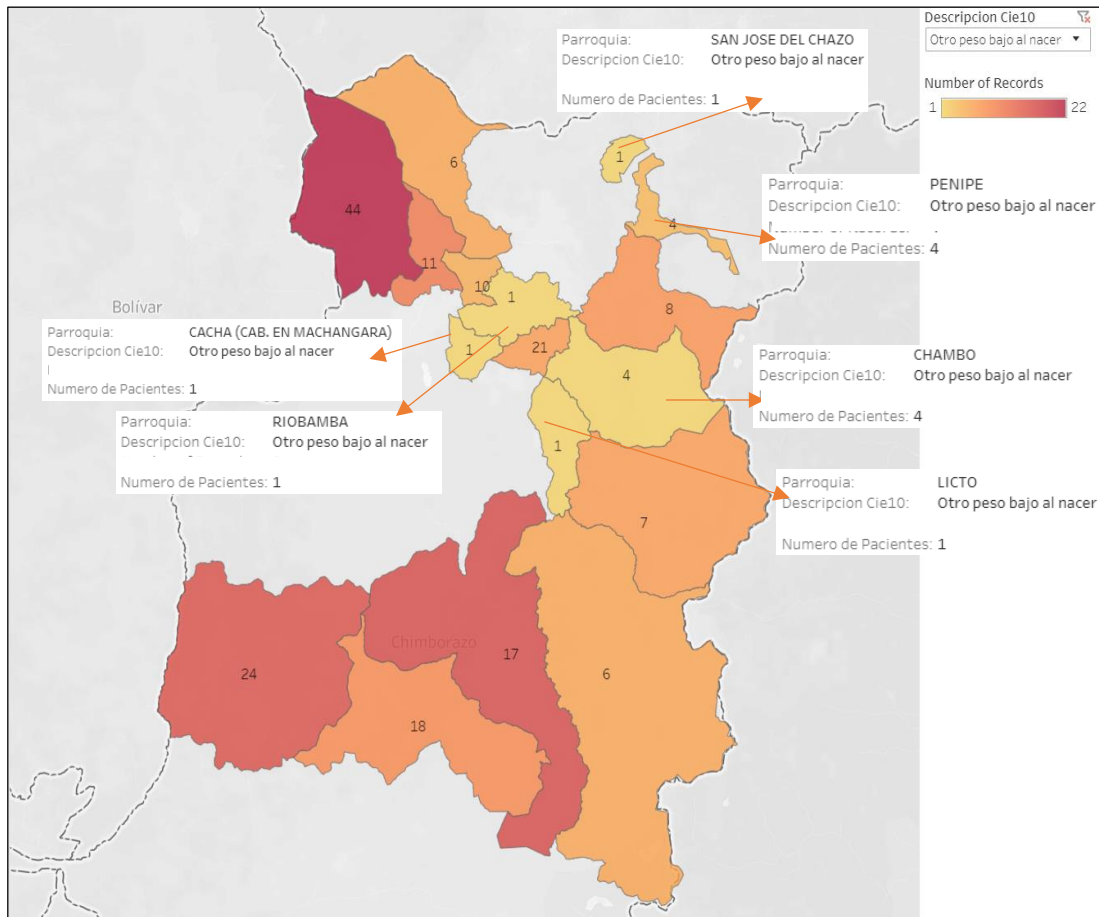 Descripcion Cie10
Otro peso bajo al nacer
Number of Records
1 22
Parroquia: SAN JOSE DEL CHAZO
Descripcion Cie10: Otro peso bajo al nacer
Numero de Pacientes: 1
1
6
44
Parroquia: PENIPE
Descripcion Cie10: Otro peso bajo al nacer
Numero de Pacientes: 4
4
11
10
1
Bolívar
8
Parroquia: CACHA (CAB. EN MACHANGARA)
Descripcion Cie10: Otro peso bajo al nacer
Numero de Pacientes: 1
1
21
4
Parroquia: CHAMBO
Descripcion Cie10: Otro peso bajo al nacer
Numero de Pacientes: 4
Parroquia: RIOBAMBA
Descripcion Cie10: Otro peso bajo al nacer
Numero de Pacientes: 1
1
Parroquia: LICTO
Descripcion Cie10: Otro peso bajo al nacer
Numero de Pacientes: 1
7
Chimborazo
17
24
6
18